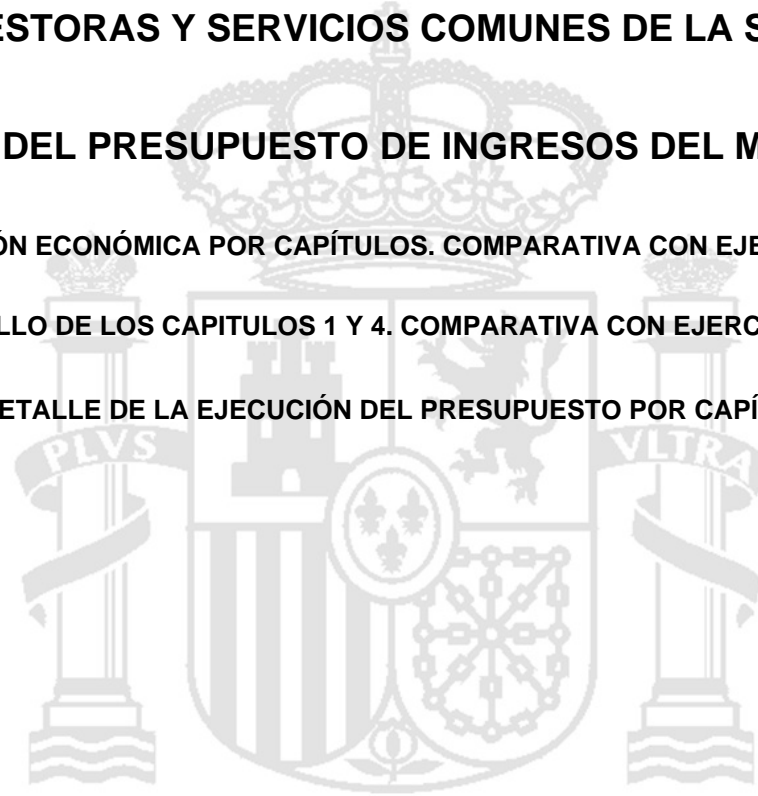 ESTORAS Y SERVICIOS COMUNES DE LA S
DEL PRESUPUESTO DE INGRESOS DEL M
ÓN ECONÓMICA POR CAPÍTULOS. COMPARATIVA CON EJE
LLO DE LOS CAPITULOS 1 Y 4. COMPARATIVA CON EJERC
ETALLE DE LA EJECUCIÓN DEL PRESUPUESTO POR CAPÍ
PLVS
VLTRA